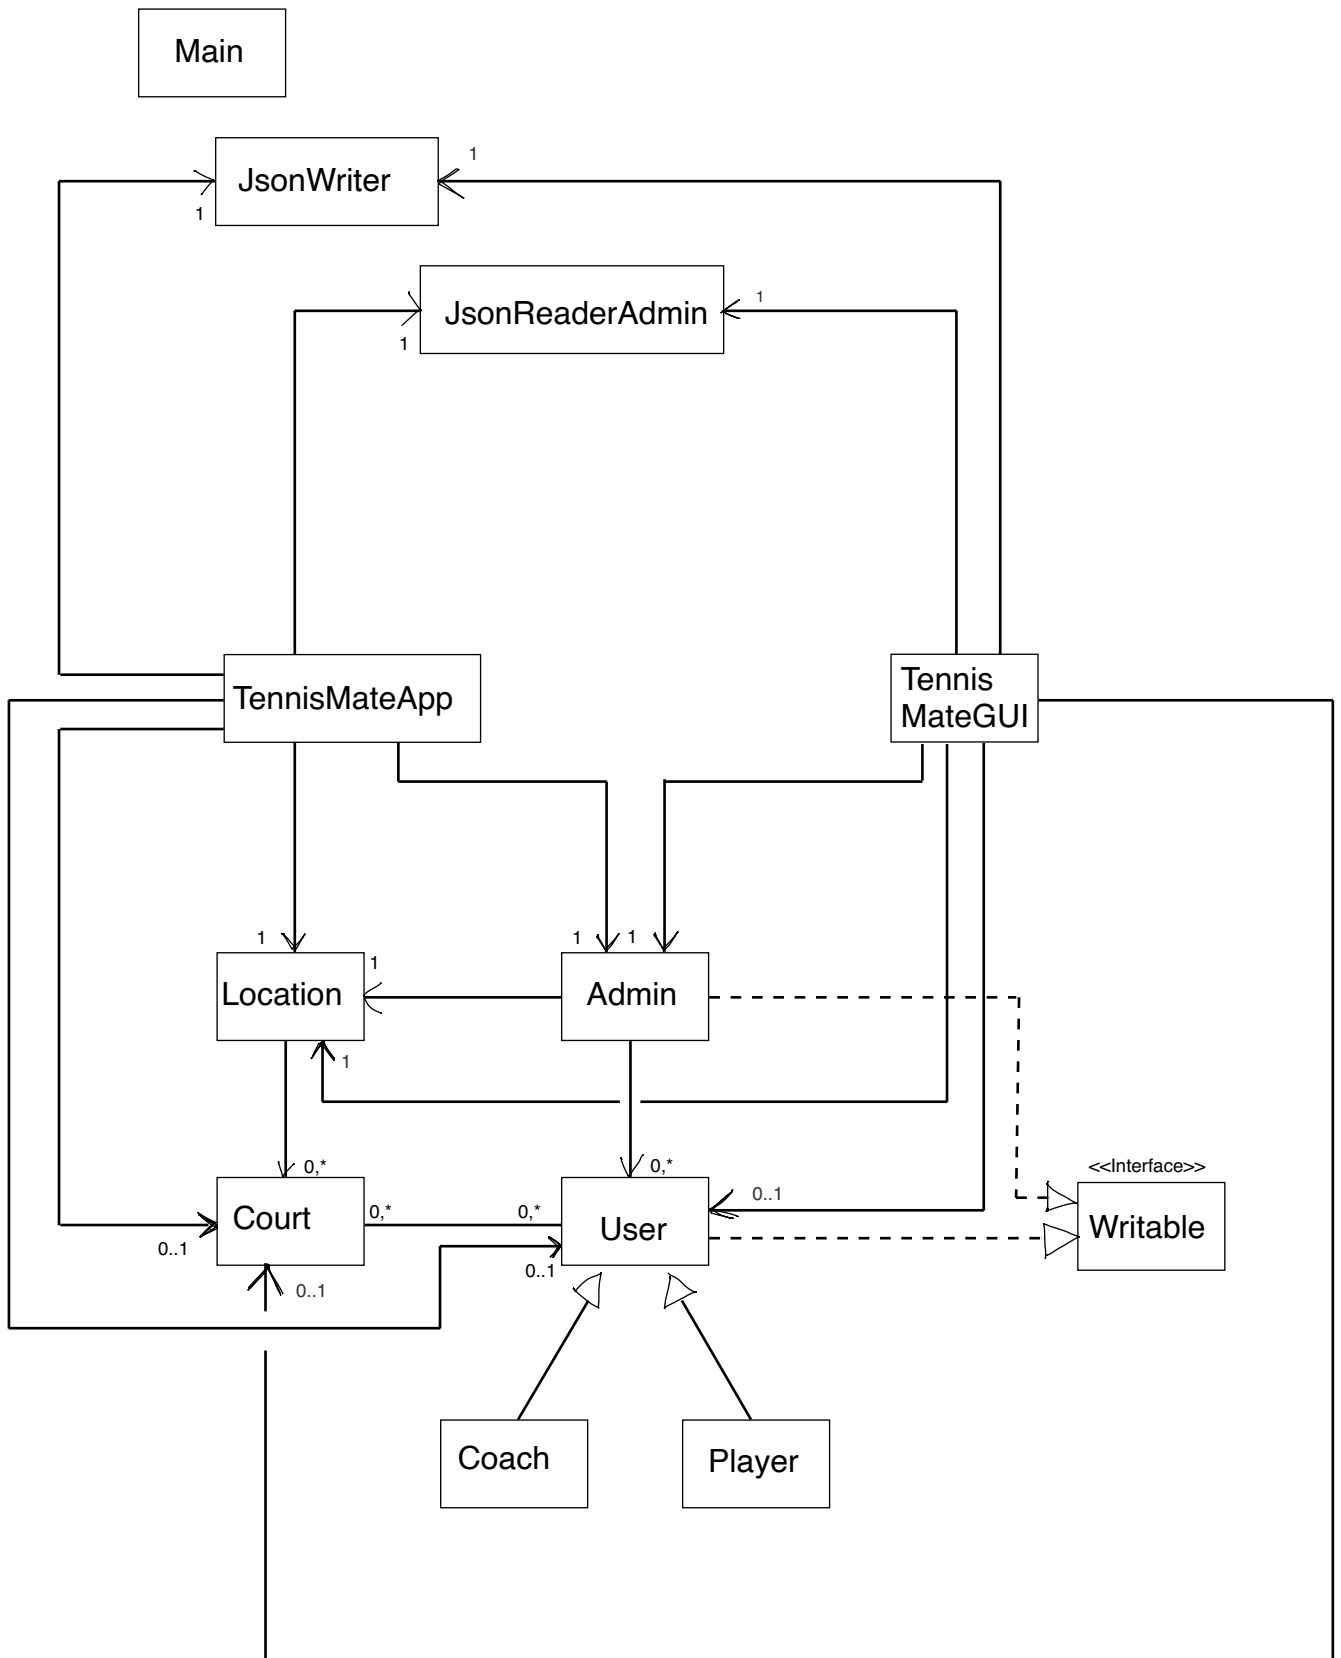 Main
1
JsonWriter
1
1
JsonReaderAdmin
1
TennisMateApp
Tennis
MateGUI
1
1
1
1
Location
Admin
1
0,*
0,*
<<Interface>>
0..1
Court
0,*
0,*
User
Writable
0..1
0..1
0..1
Coach
Player